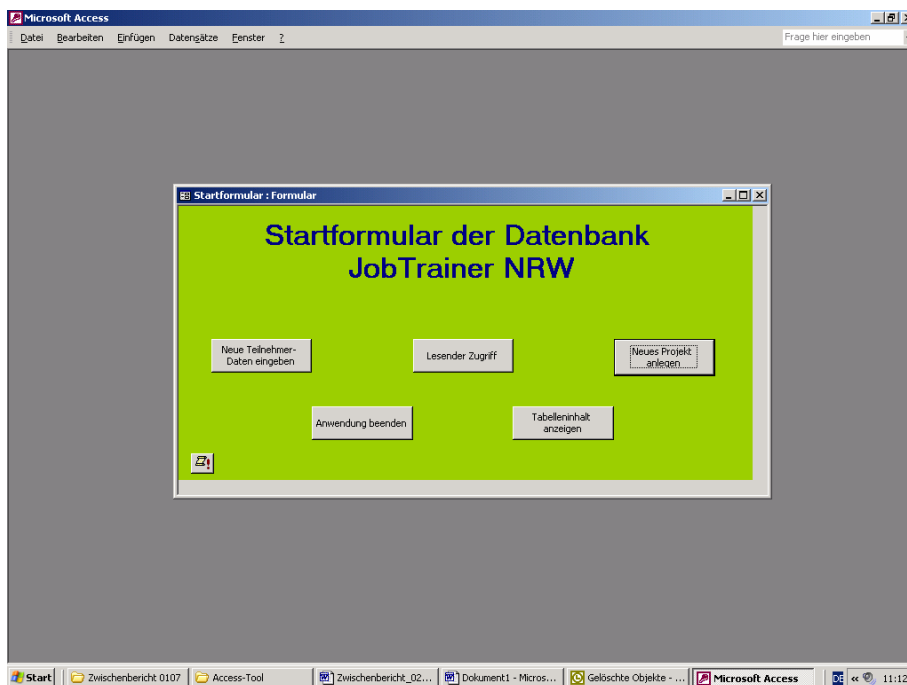 Microsoft Access
Datei Bearbeiten Einfügen Datensätze Fenster ?
Frage hier eingeben
Startformular : Formular
Startformular der Datenbank
JobTrainer NRW
Neue Teilnehmer-
Daten eingeben
Lesender Zugriff
Neues Projekt
anlegen
Anwendung beenden
Tabelleninhalt
anzeigen
Start
Zwischenbericht 0107
Access-Tool
Zwischenbericht_02...
Dokument1 - Micros...
Gelöschte Objekte - ...
Microsoft Access
DE
«
11:12